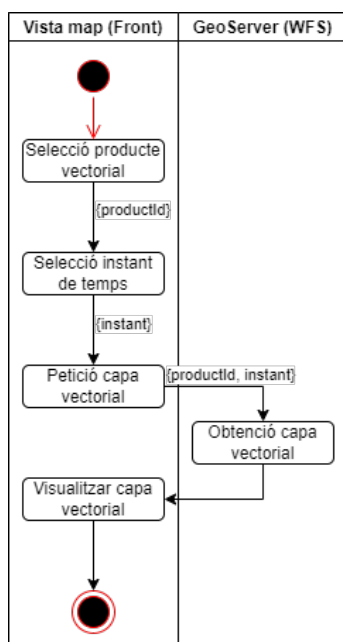 Vista map (Front)
GeoServer (WFS)
Selecció producte
vectorial
{productId}
Selecció instant
de temps
{instant}
Petició capa
vectorial
{productId, instant}
Obtenció capa
vectorial
Visualitzar capa
vectorial